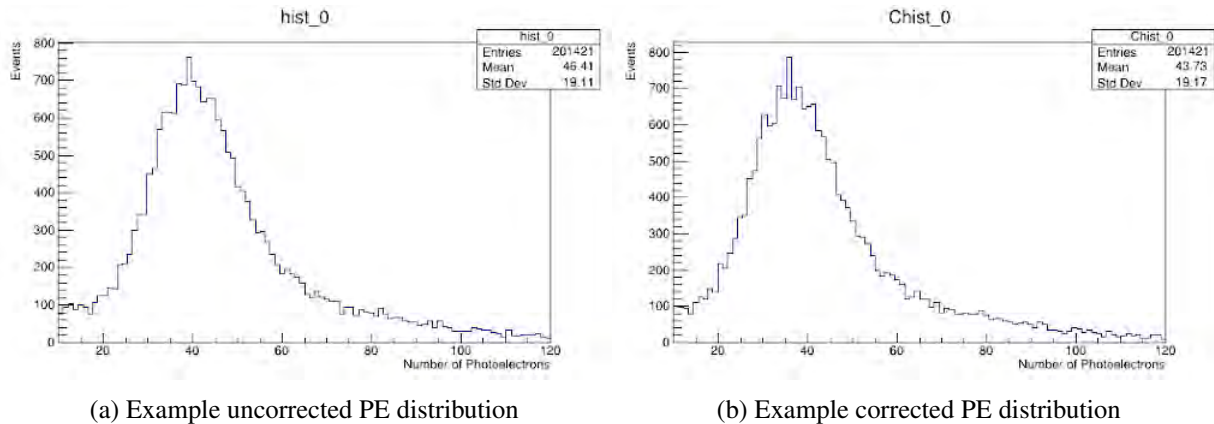 hist_0
hist_0
Entries 201421
Mean 46.41
Std Dev 19.11
Events
800
700
600
500
400
300
200
100
0
20 40 60 80 100 120
Number of Photoelectrons
(a) Example uncorrected PE distribution
Chist_0
Chist_0
Entries 201421
Mean 43.73
Std Dev 19.17
Events
800
700
600
500
400
300
200
100
0
20 40 60 80 100 120
Number of Photoelectrons
(b) Example corrected PE distribution